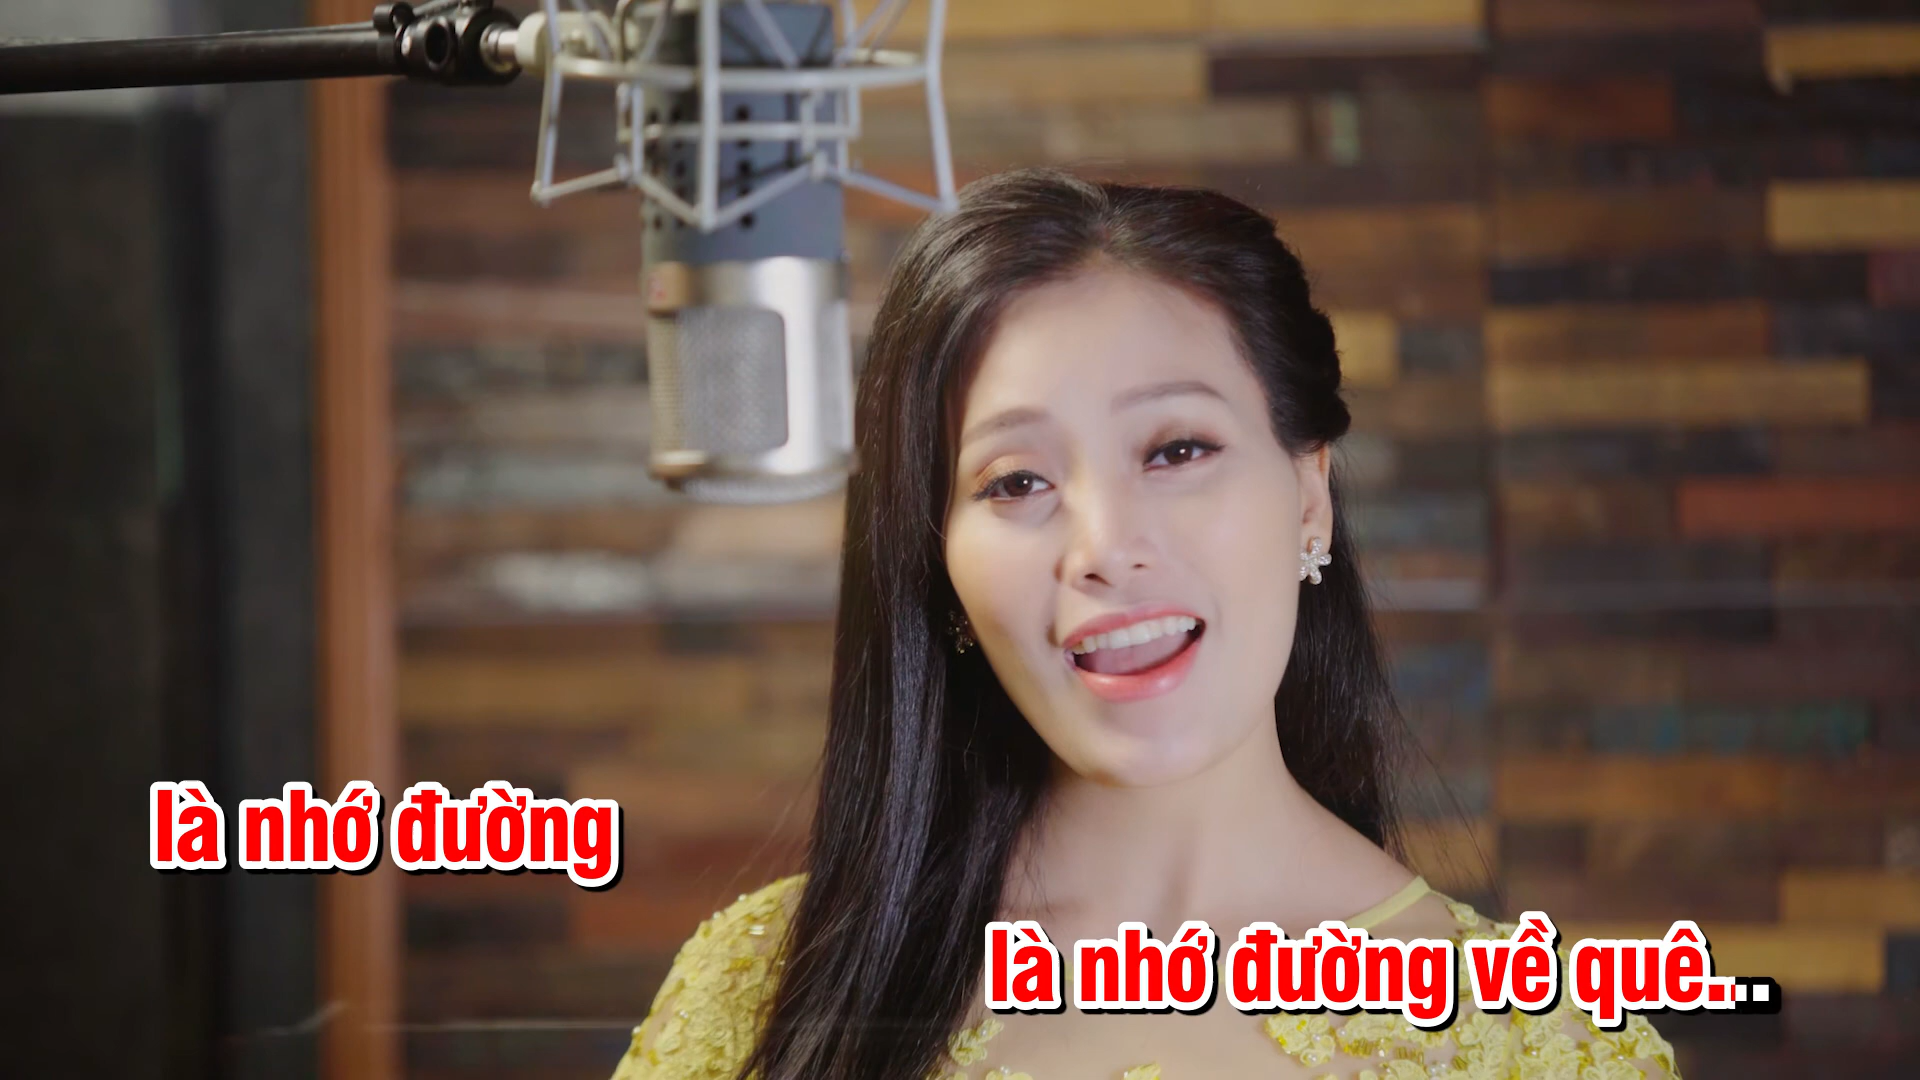 là nhớ đường
là nhớ đường về quê...